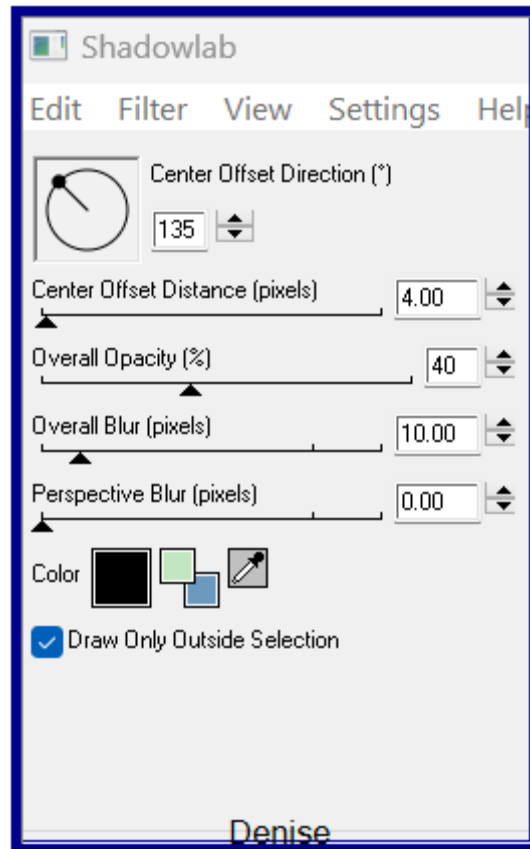 Shadowlab
Edit Filter View Settings Help
Center Offset Direction (°)
135
Center Offset Distance (pixels)
4.00
Overall Opacity (%)
40
Overall Blur (pixels)
10.00
Perspective Blur (pixels)
0.00
Color
Draw Only Outside Selection
Denise